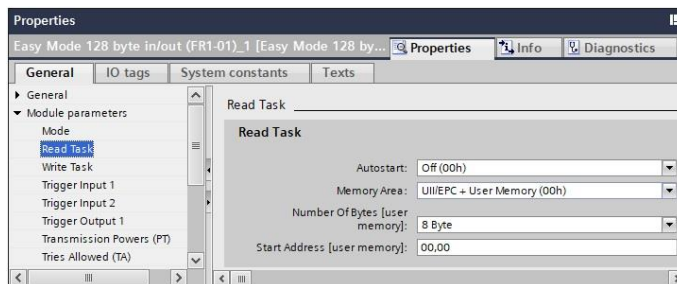 Properties
Easy Mode 128 byte in/out (FR1-01)_1 [Easy Mode 128 by...
Properties
Info
Diagnostics
General
IO tags
System constants
Texts
General
Module parameters
Mode
Read Task
Write Task
Trigger Input 1
Trigger Input 2
Trigger Output 1
Transmission Powers (PT)
Tries Allowed (TA)
Read Task
Read Task
Autostart: Off (00h)
Memory Area: UII/EPC + User Memory (00h)
Number Of Bytes [user
memory]: 8 Byte
Start Address [user memory]: 00,00